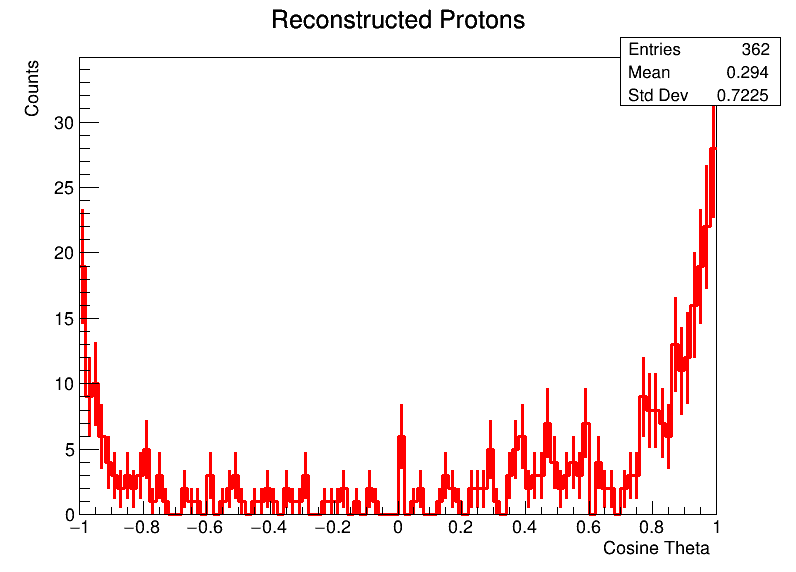 Reconstructed Protons
Entries 362
Mean 0.294
Std Dev 0.7225
Counts
30
25
20
15
10
5
0
−1 −0.8 −0.6 −0.4 −0.2 0 0.2 0.4 0.6 0.8 1
Cosine Theta